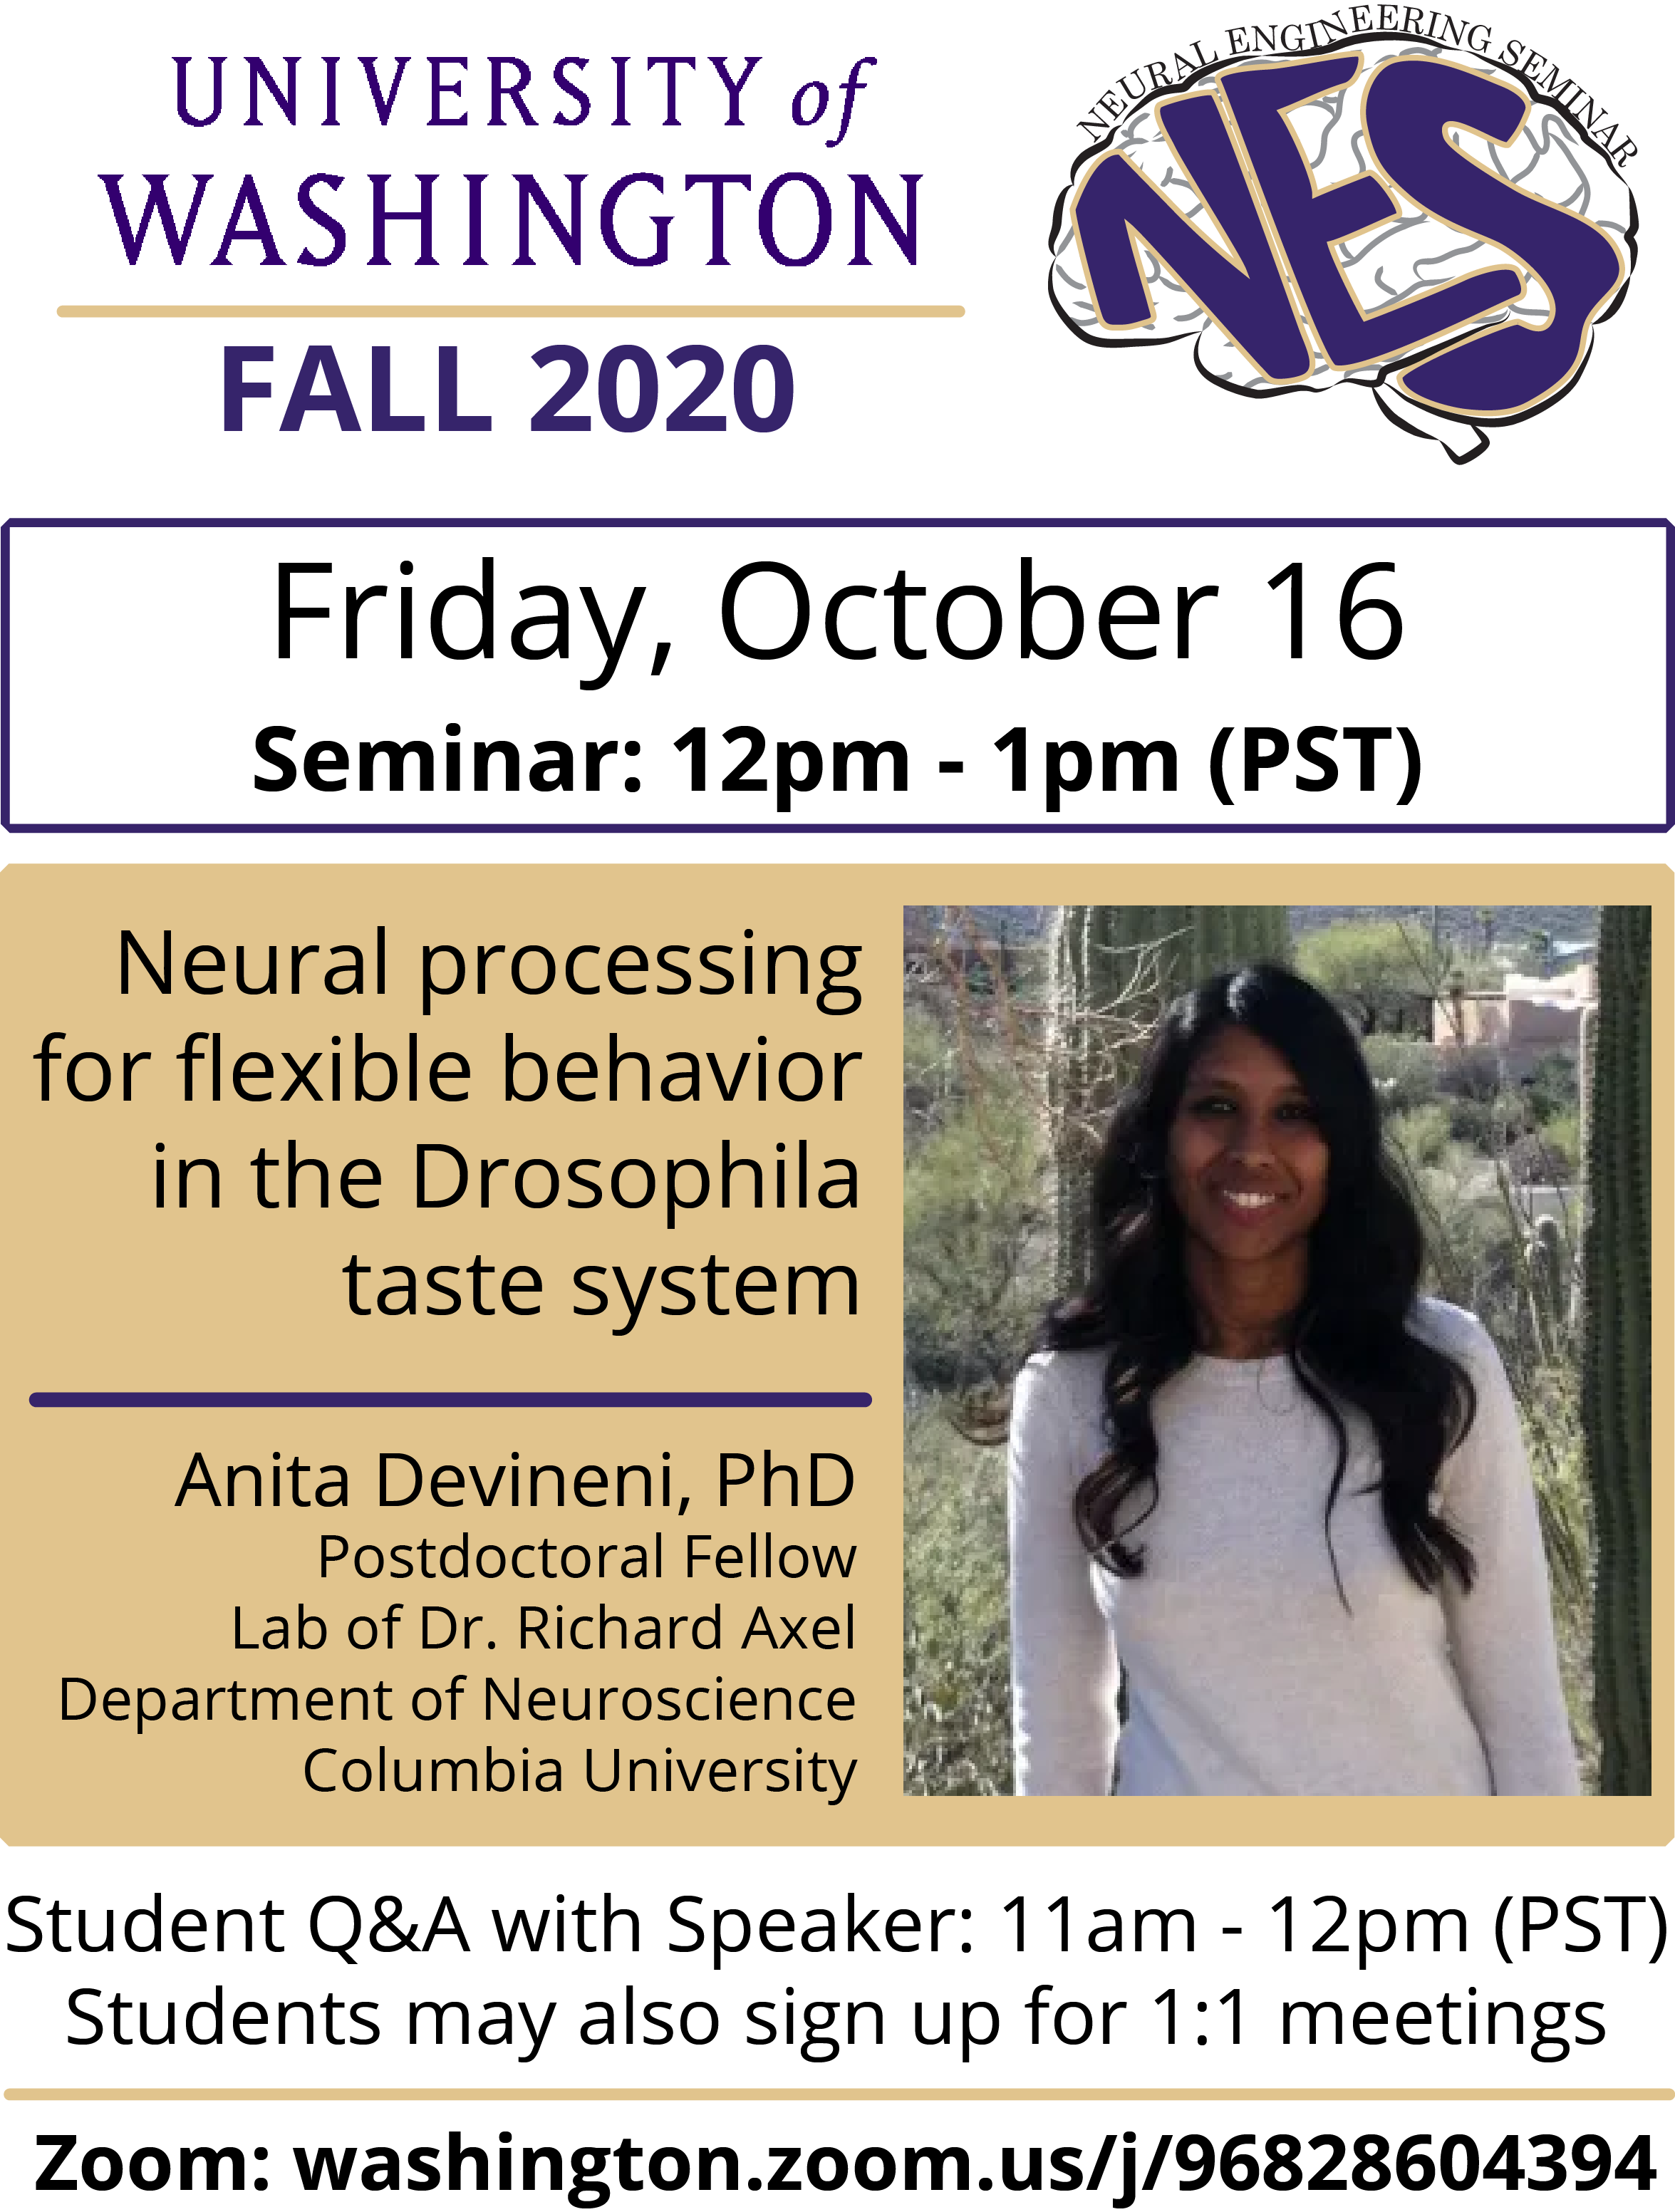 UNIVERSITY of
WASHINGTON
FALL 2020
NEURAL ENGINEERING SEMINAR
NES
Friday, October 16
Seminar: 12pm - 1pm (PST)
Neural processing
for flexible behavior
in the Drosophila
taste system
Anita Devineni, PhD
Postdoctoral Fellow
Lab of Dr. Richard Axel
Department of Neuroscience
Columbia University
Student Q&A with Speaker: 11am - 12pm (PST)
Students may also sign up for 1:1 meetings
Zoom: washington.zoom.us/j/96828604394